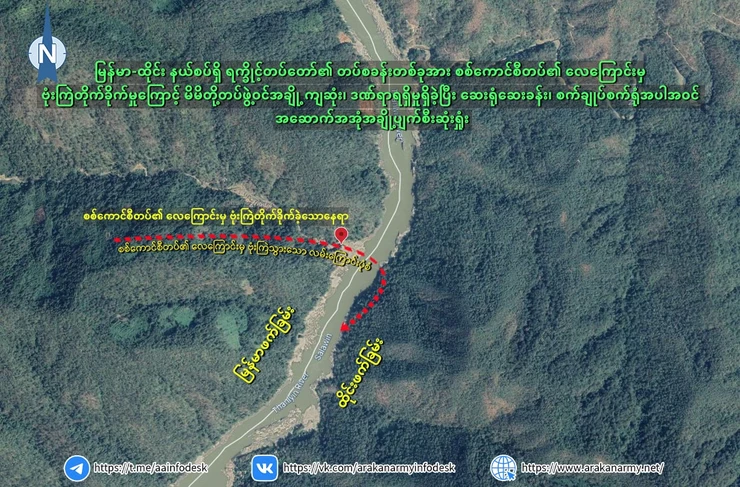 မြန်မာ-ထိုင်း နယ်စပ်ရှိ ရက္ခိုင့်တပ်တော်၏ တပ်စခန်းတစ်ခုအား စစ်ကောင်စီတပ်၏ လေကြောင်းမှ
ဗုံးကြဲတိုက်ခိုက်မှုကြောင့် မိမိတို့တပ်ဖွဲ့ဝင်အချို့ ကျဆုံး၊ ဒဏ်ရာရရှိမှုရှိခဲ့ပြီး ဆေးရုံဆေးခန်း၊ စက်ချုပ်စက်ရုံအပါအဝင်
အဆောက်အအုံအချို့ပျက်စီးဆုံးရှုံး
စစ်ကောင်စီတပ်၏ လေကြောင်းမှ ဗုံးကြဲတိုက်ခိုက်ခဲ့သောနေရာ
စစ်ကောင်စီတပ်၏ လေကြောင်းမှ ဗုံးကြဲသွားသော လမ်းကြောင်းပုံစံ
မြန်မာဖက်ခြမ်း
ထိုင်းဖက်ခြမ်း
Salawin
Thanlyin River
https://t.me/aainfodesk
https://vk.com/arakanarmyinfodesk
https://www.arakanarmy.net/